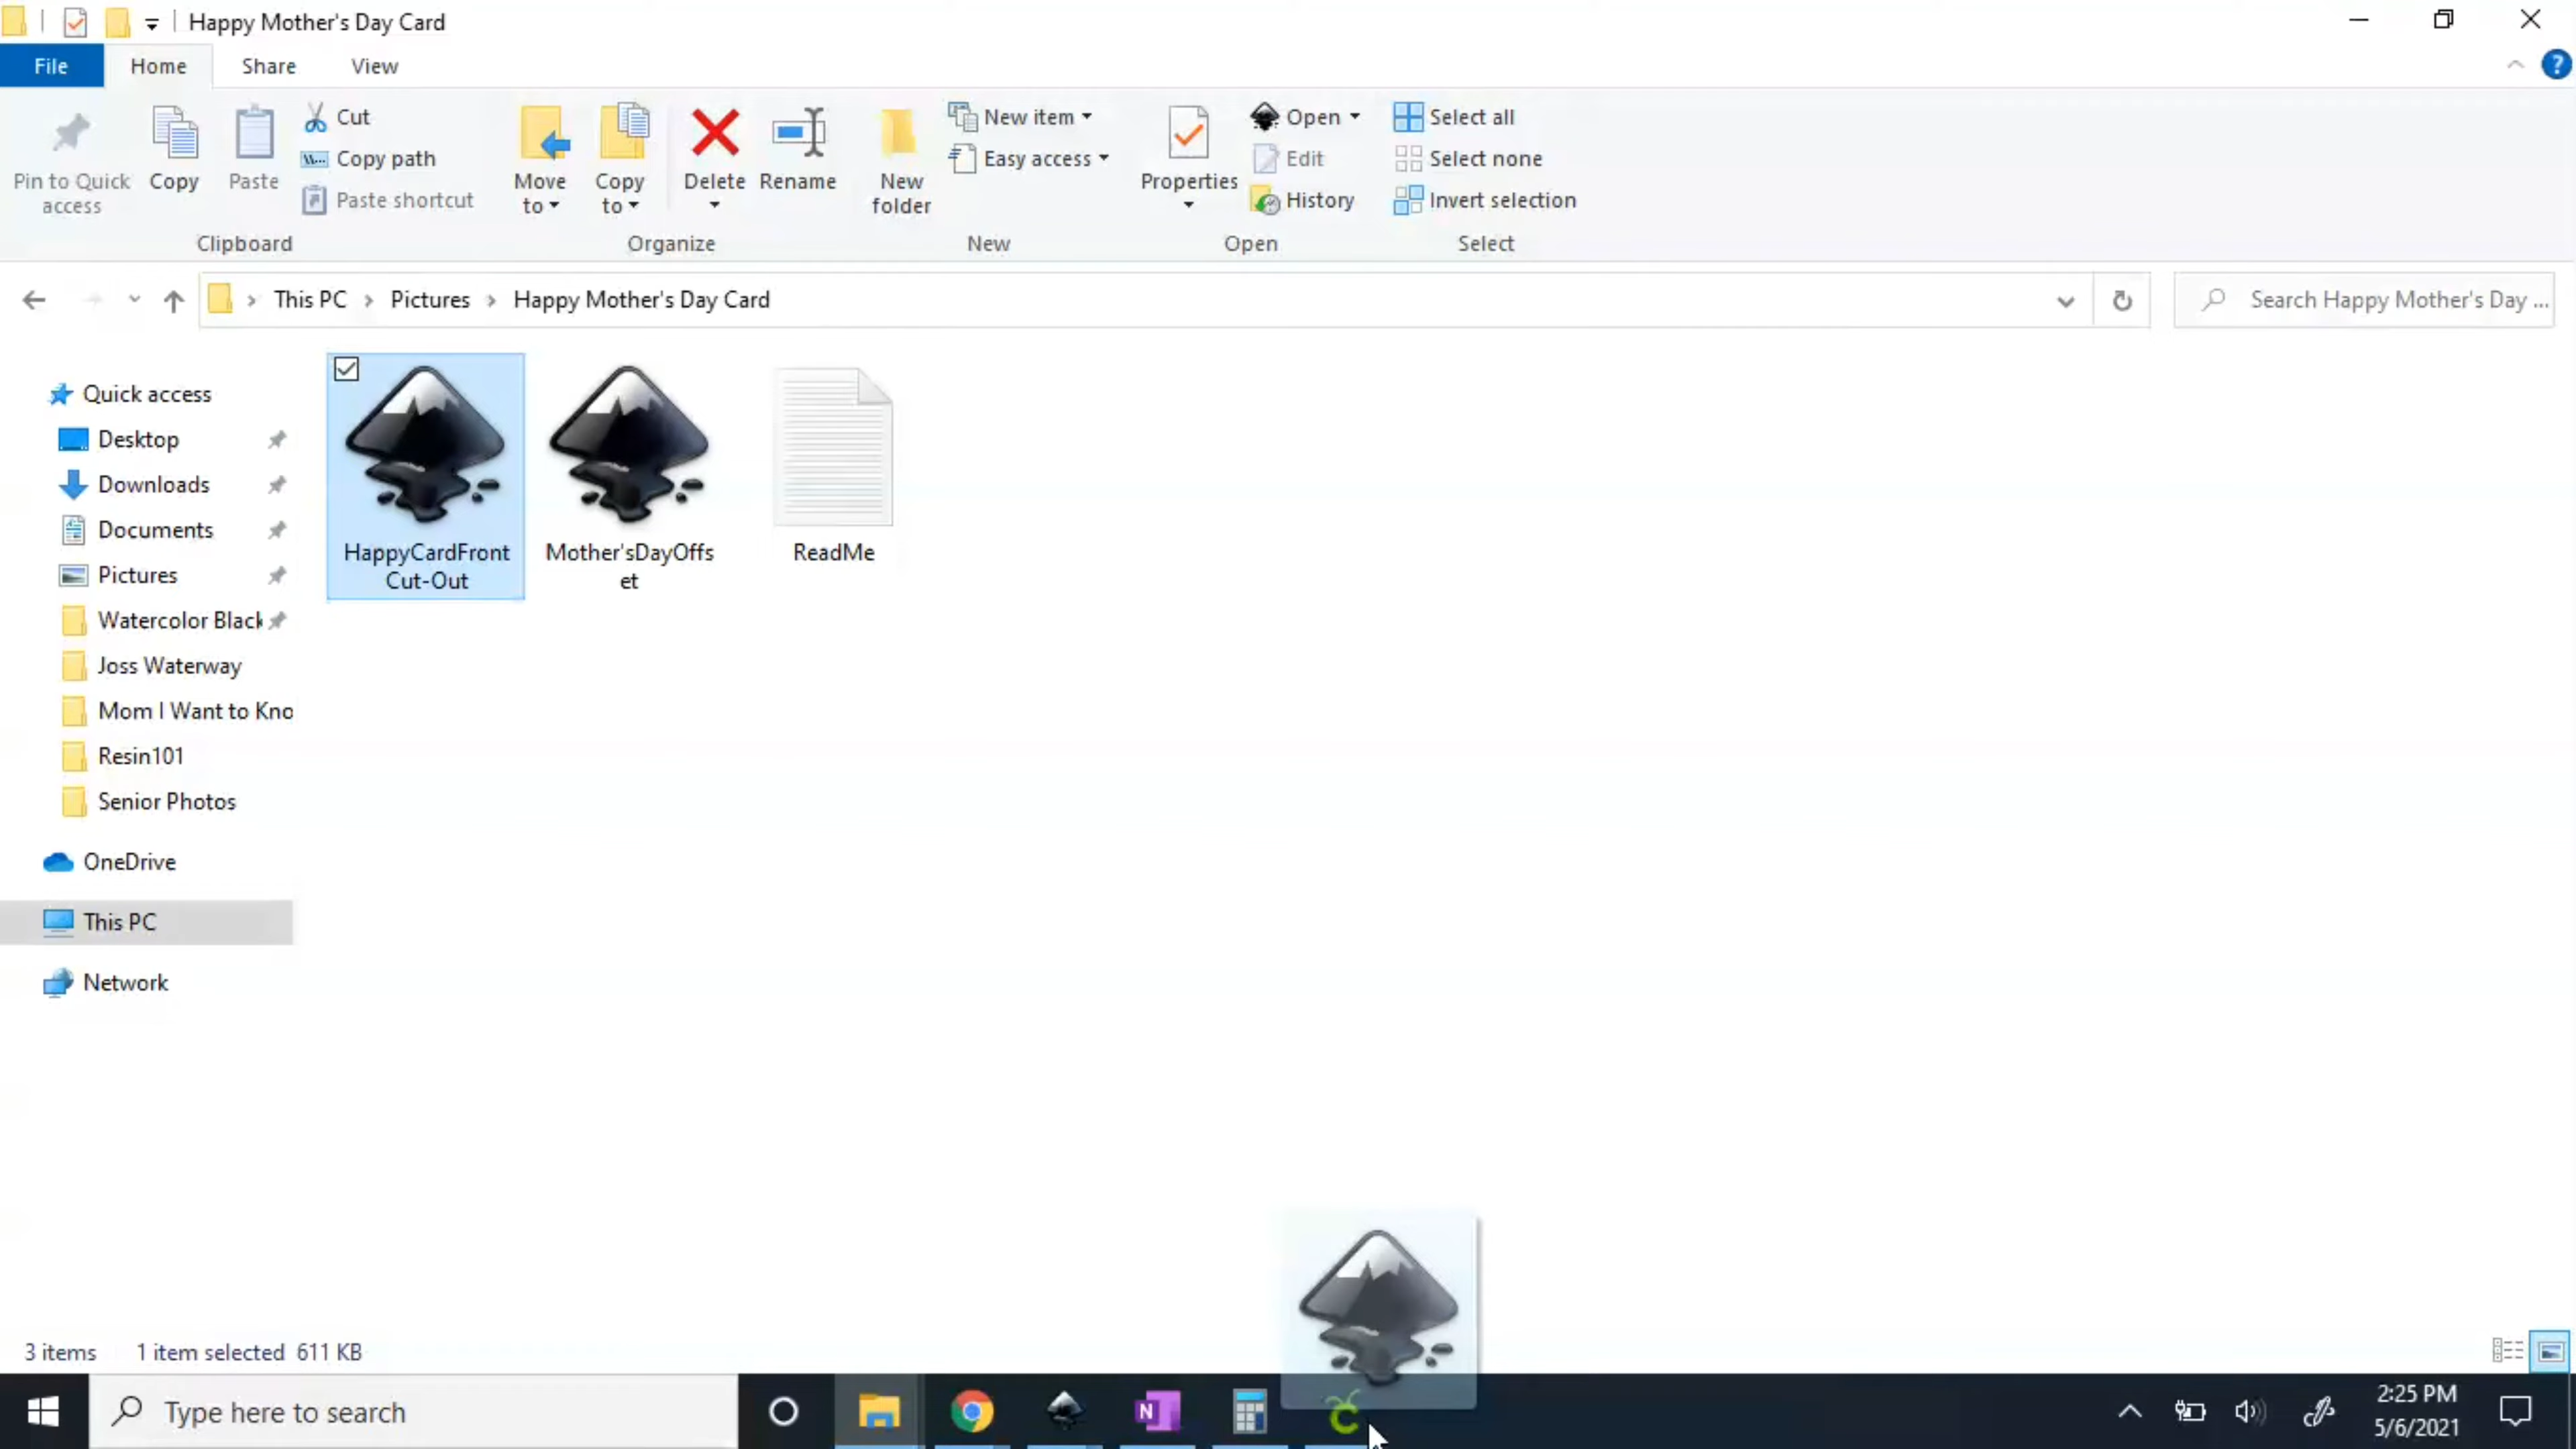 Happy Mother's Day Card
File Home Share View
Pin to Quick access
Copy
Paste
Cut
Copy path
Paste shortcut
Clipboard
Move to
Copy to
Delete
Rename
Organize
New folder
New item
Easy access
New
Properties
Open
Edit
History
Open
Select all
Select none
Invert selection
Select
This PC > Pictures > Happy Mother's Day Card
Search Happy Mother's Day ...
Quick access
Desktop
Downloads
Documents
Pictures
Watercolor Black
Joss Waterway
Mom I Want to Kno
Resin101
Senior Photos
OneDrive
This PC
Network
HappyCardFront
Cut-Out
Mother'sDayOffs
et
ReadMe
3 items 1 item selected 611 KB
Type here to search
2:25 PM
5/6/2021